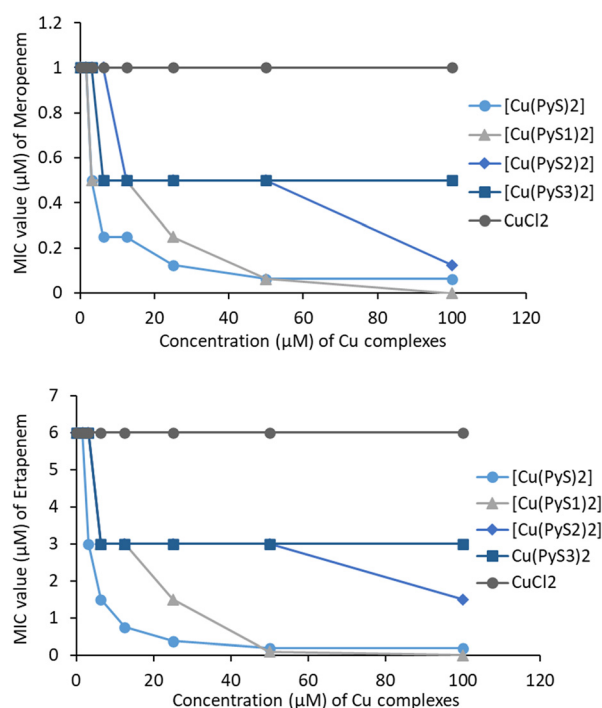 MIC value (µM) of Meropenem
1.2
1
0.8
0.6
0.4
0.2
0
0 20 40 60 80 100 120
Concentration (µM) of Cu complexes
[Cu(PyS)2]
[Cu(PyS1)2]
[Cu(PyS2)2]
[Cu(PyS3)2]
CuCl2
MIC value (µM) of Ertapenem
7
6
5
4
3
2
1
0
0 20 40 60 80 100 120
Concentration (µM) of Cu complexes
[Cu(PyS)2]
[Cu(PyS1)2]
[Cu(PyS2)2]
Cu(PyS3)2
CuCl2